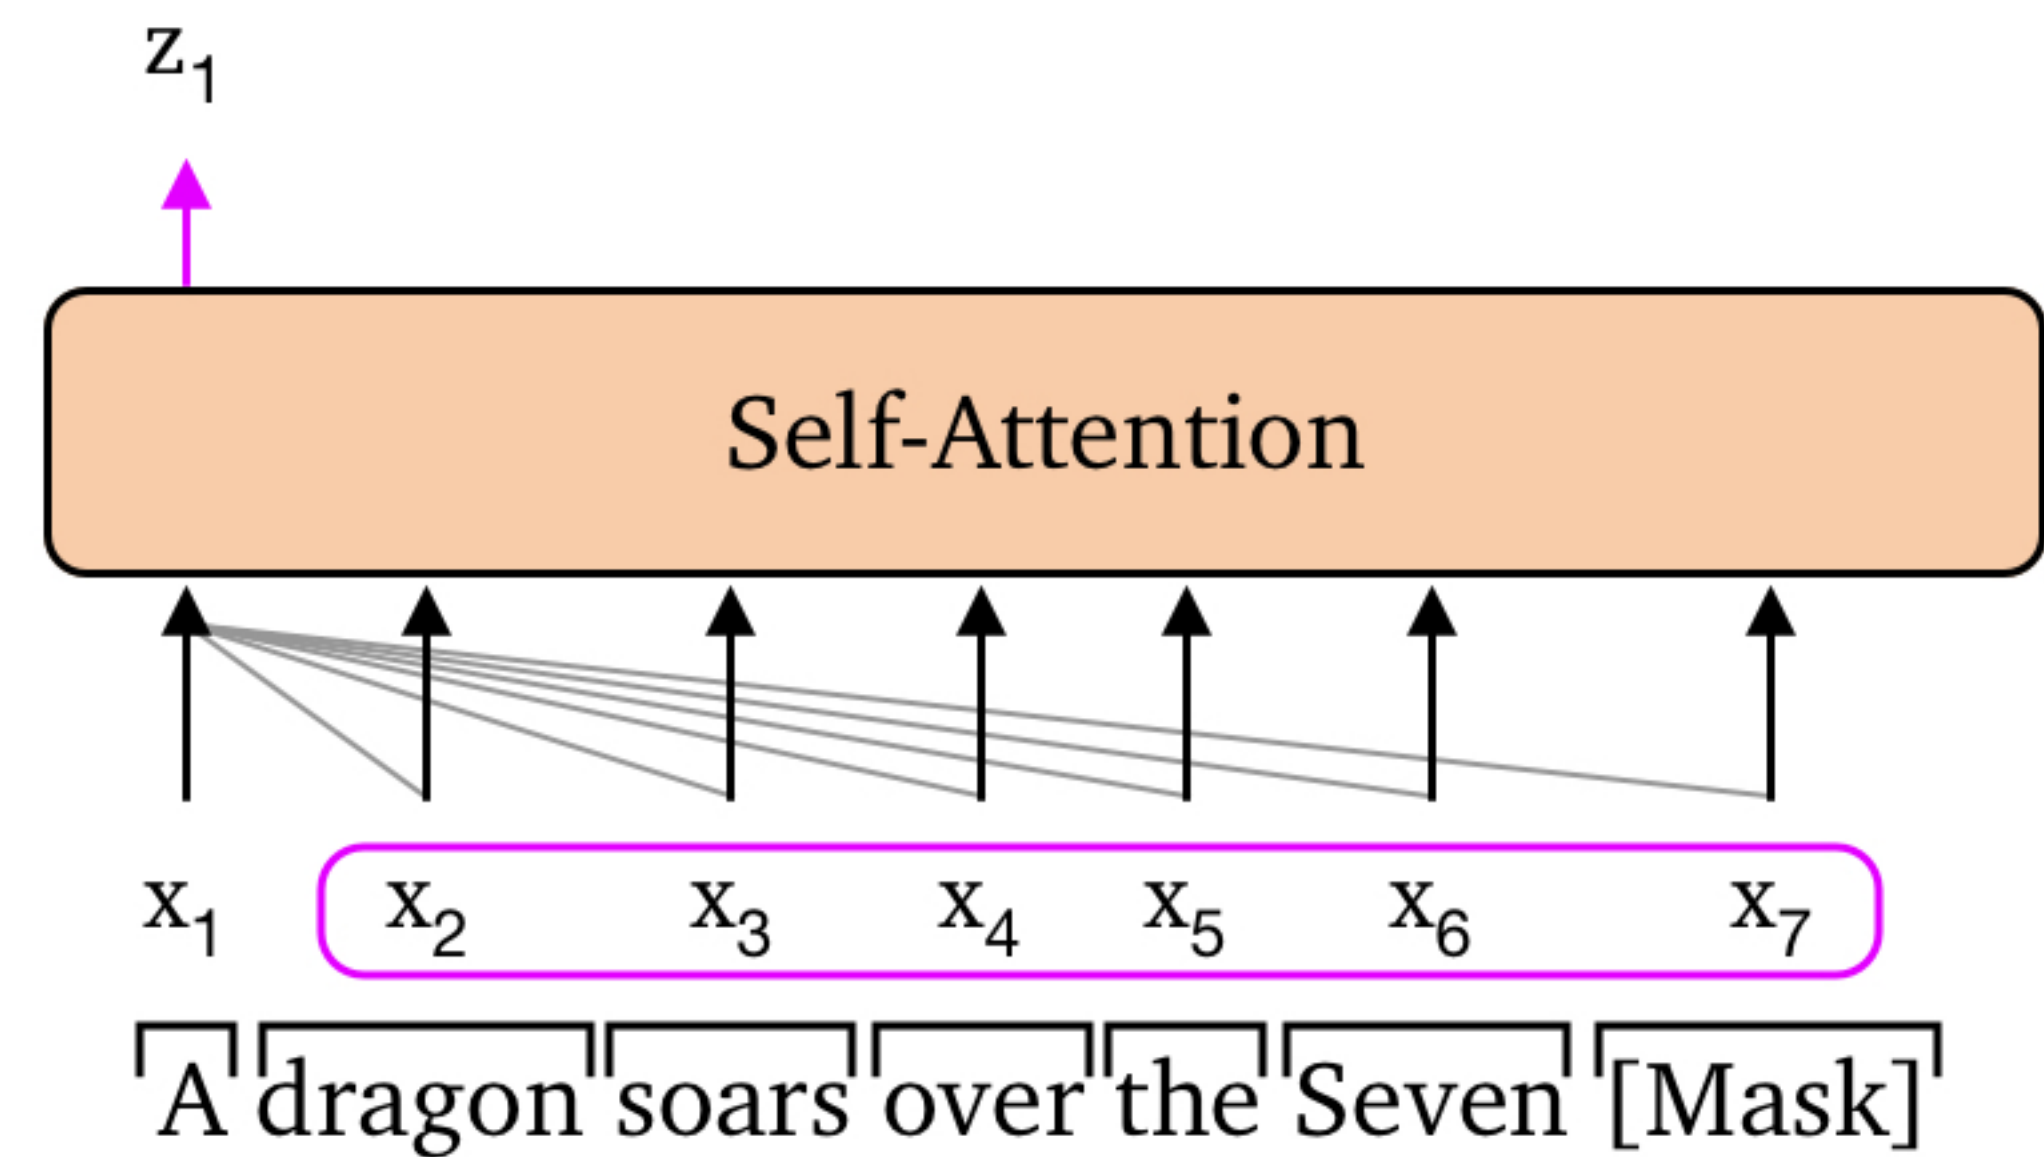 z₁
Self-Attention
x₁ x₂ x₃ x₄ x₅ x₆ x₇
A dragon soars over the Seven [Mask]